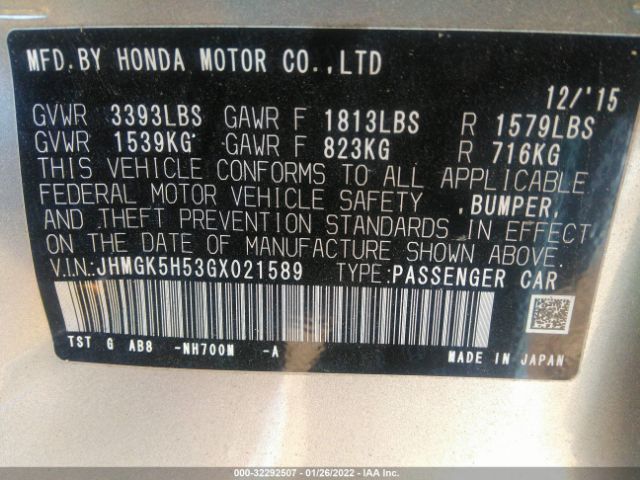 MFD.BY HONDA MOTOR CO.,LTD
12/'15
GVWR 3393LBS GAWR F 1813LBS R 1579LBS
GVWR 1539KG GAWR F 823KG R 716KG
THIS VEHICLE CONFORMS TO ALL APPLICABLE
FEDERAL MOTOR VEHICLE SAFETY ,BUMPER,
AND THEFT PREVENTION STANDARDS IN EFFECT
ON THE DATE OF MANUFACTURE SHOWN ABOVE.
V.IN:JHMGK5H53GX021589 TYPE:PASSENGER CAR
TST G AB8 -NH700M -A MADE IN JAPAN
000-32292507 - 01/26/2022 - IAA Inc.